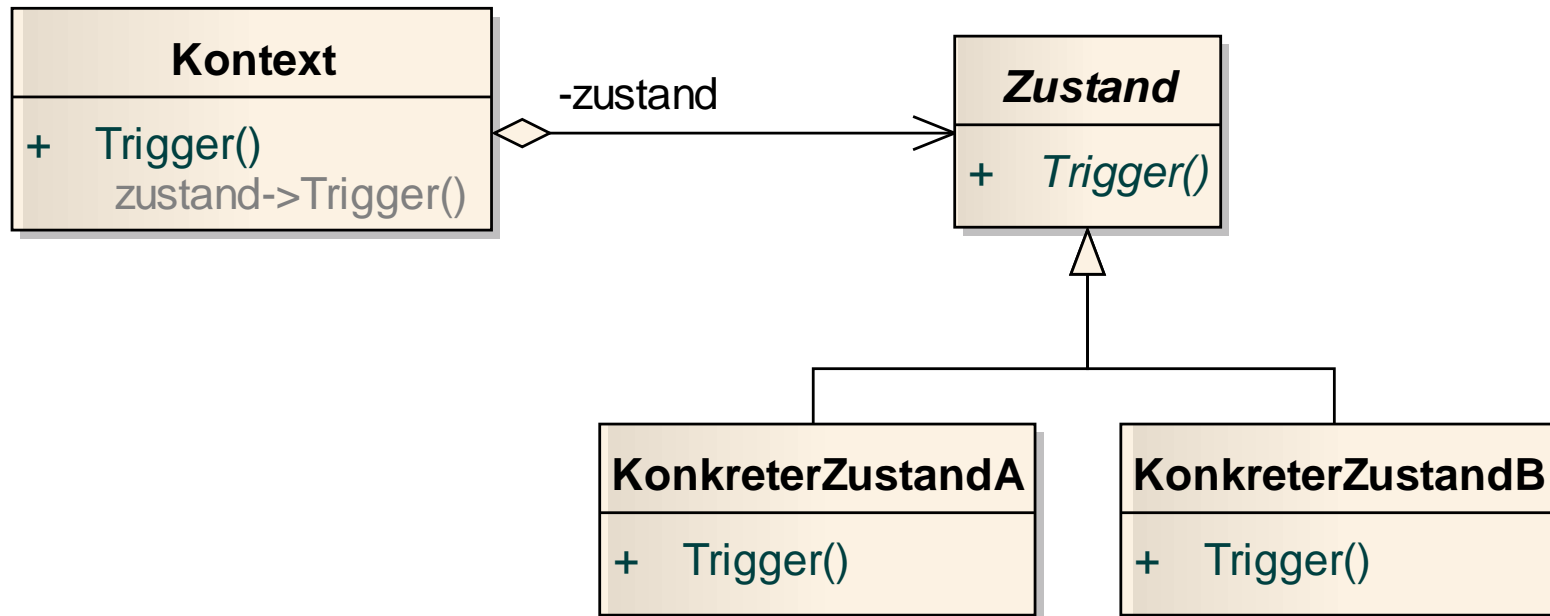 Kontext
+ Trigger()
zustand->Trigger()
-zustand
Zustand
+ Trigger()
KonkreterZustandA
+ Trigger()
KonkreterZustandB
+ Trigger()